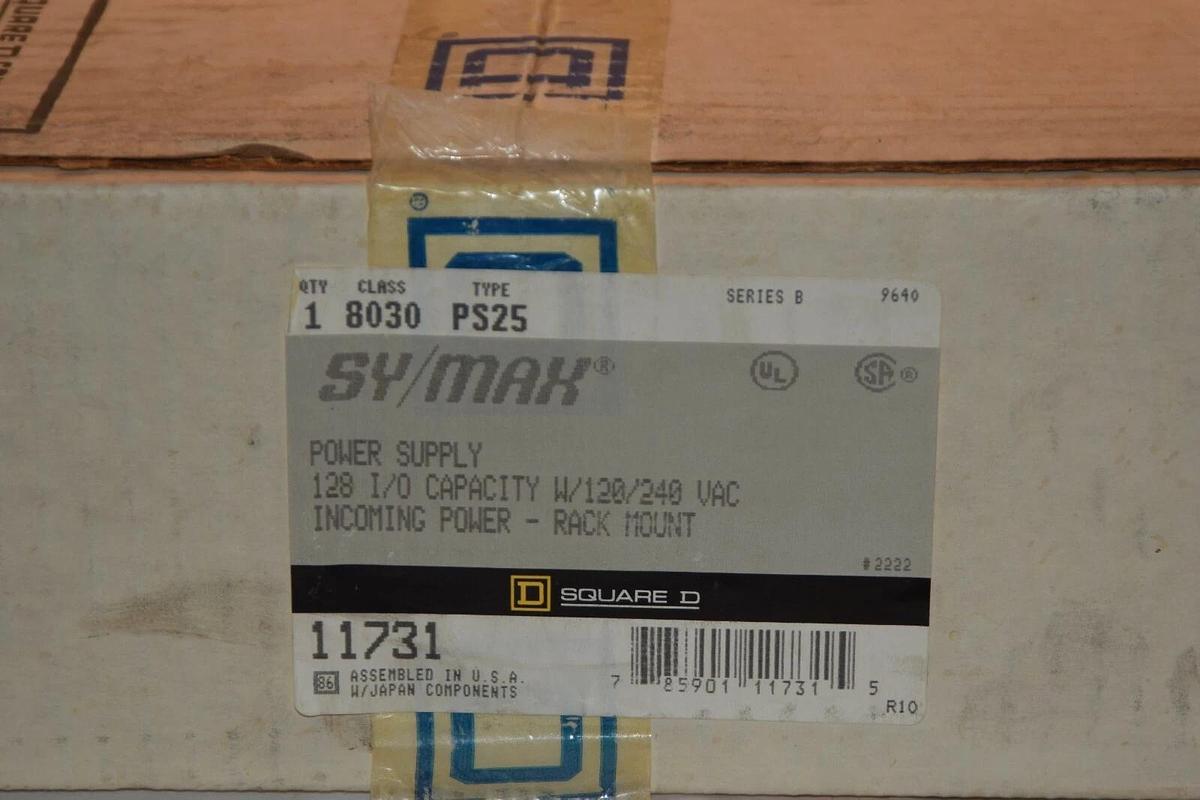 SQUARE D
®
QTY CLASS TYPE SERIES B 9640
1 8030 PS25
SY/MAX® UL SA®
POWER SUPPLY
128 I/O CAPACITY W/120/240 VAC
INCOMING POWER - RACK MOUNT
#2222
D SQUARE D
11731
86 ASSEMBLED IN U.S.A.
W/JAPAN COMPONENTS
7 85901 11731 5
R10